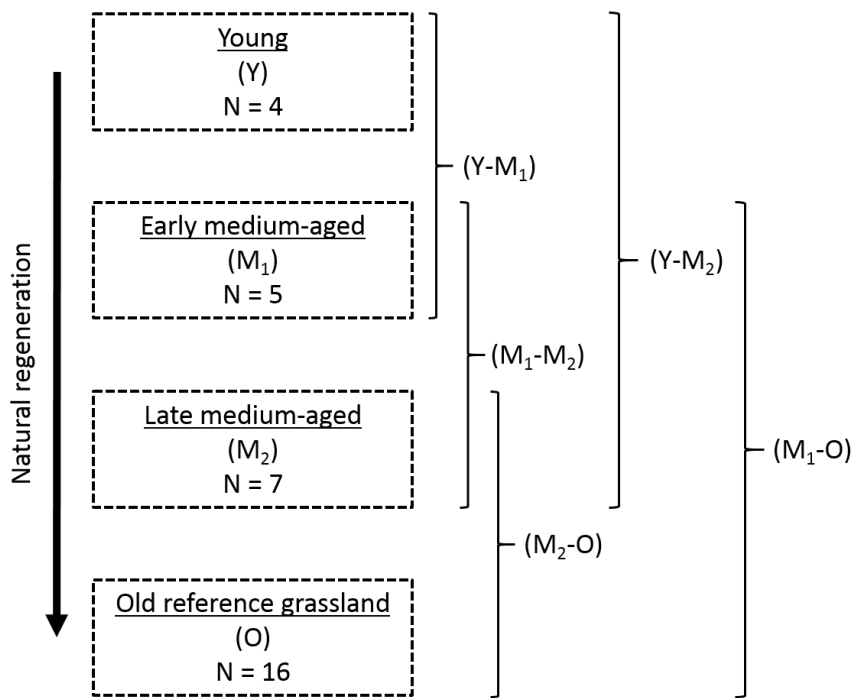 Natural regeneration
Young
(Y)
N = 4
Early medium-aged
(M₁)
N = 5
Late medium-aged
(M₂)
N = 7
Old reference grassland
(O)
N = 16
(Y-M₁)
(M₁-M₂)
(M₂-O)
(Y-M₂)
(M₁-O)